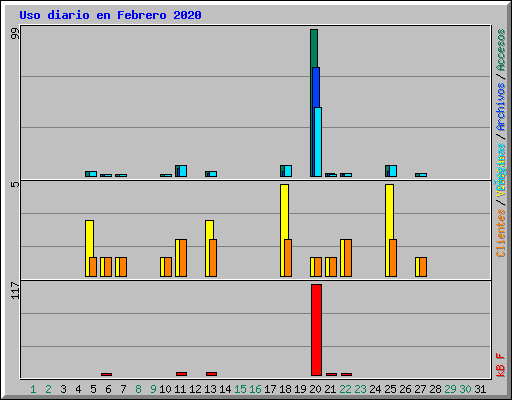 Uso diario en Febrero 2020
99
5
117
Clientes /
/ Archivos / Accesos
kB F
1 2 3 4 5 6 7 8 9 10 11 12 13 14 15 16 17 18 19 20 21 22 23 24 25 26 27 28 29 30 31